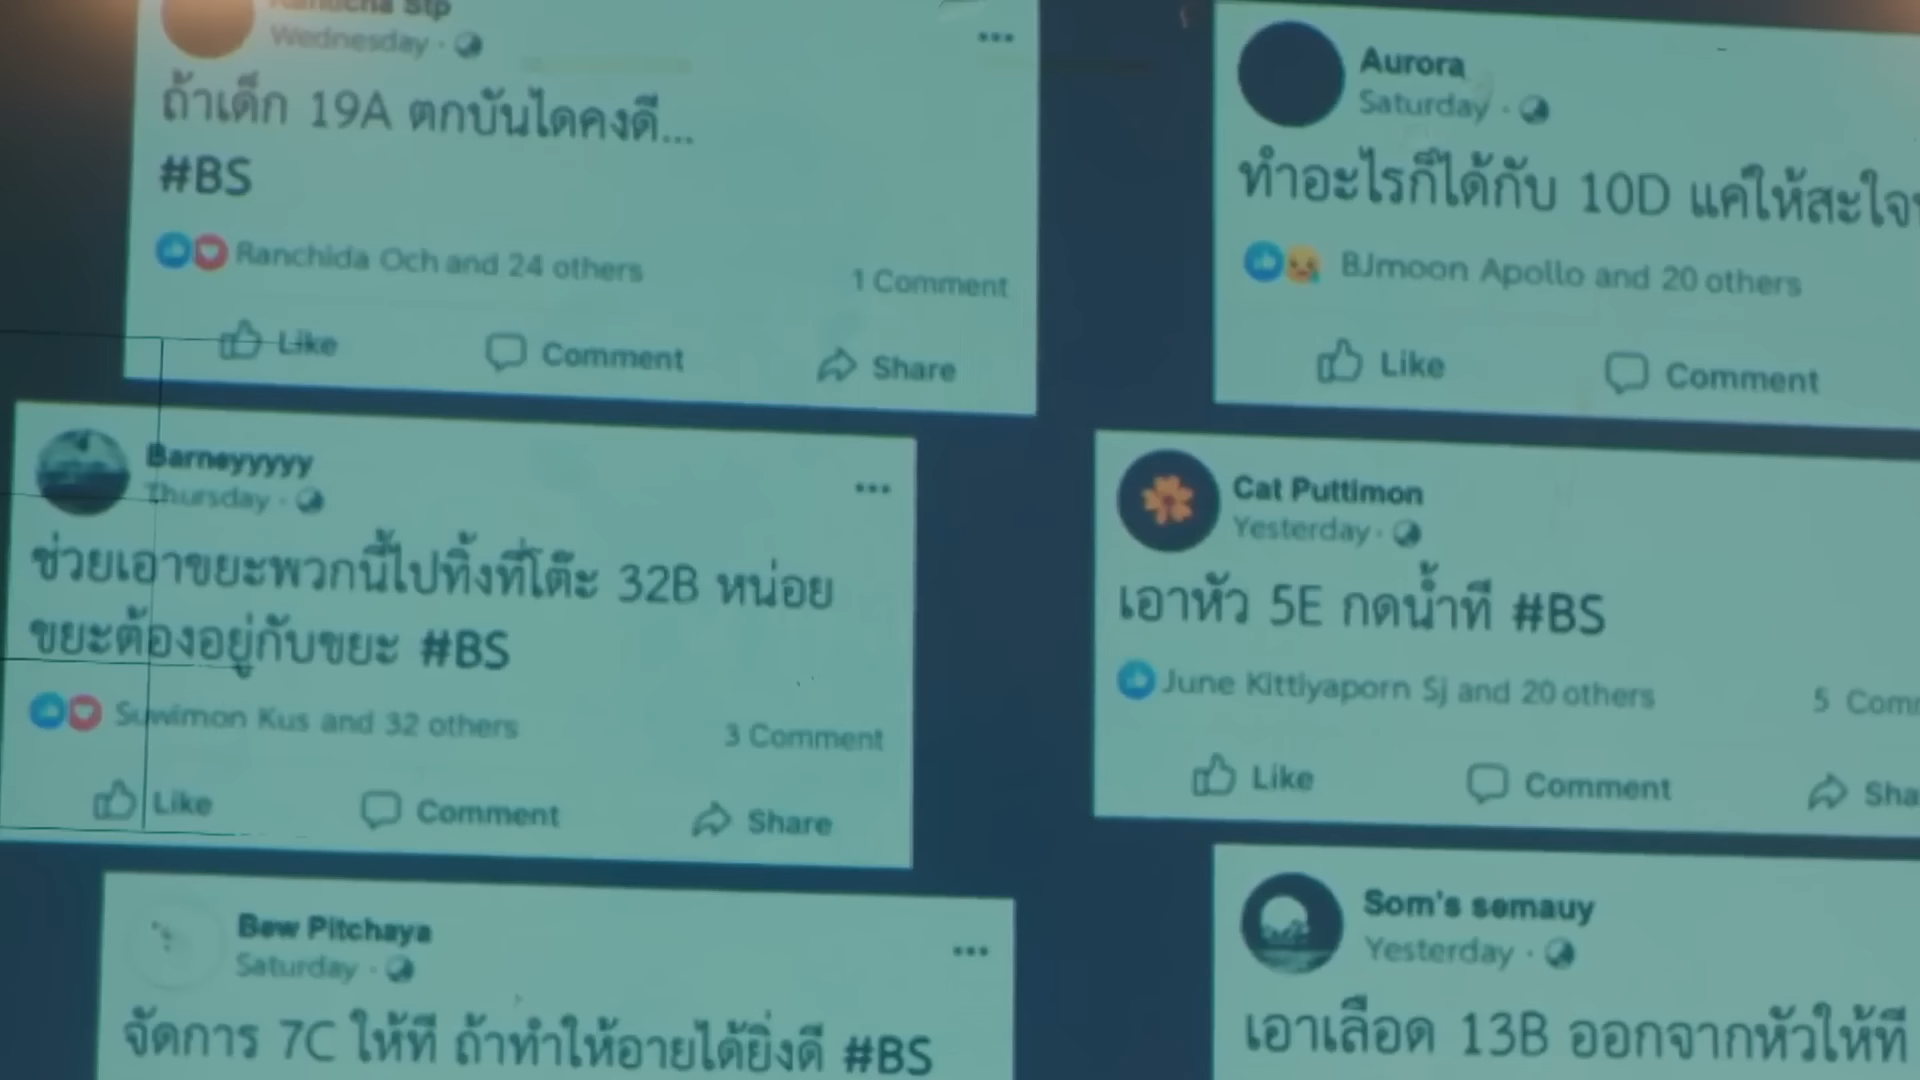 Stp
Wednesday
ถ้าเด็ก 19A ตกบันไดคงดี...
#BS
Ranchida Och and 24 others
1 Comment
Like Comment Share
Aurora
Saturday
ทำอะไรก็ได้กับ 10D แค่ให้สะใจ
BJmoon Apollo and 20 others
Like Comment
Barneyyyyy
Thursday
ช่วยเอาขยะพวกนี้ไปทิ้งที่โต๊ะ 32B หน่อย
ขยะต้องอยู่กับขยะ #BS
Suwimon Kus and 32 others
3 Comment
Like Comment Share
Cat Puttimon
Yesterday
เอาหัว 5E กดน้ำที #BS
June Kittiyaporn Sj and 20 others
5 Comm
Like Comment Sha
Bew Pitchaya
Saturday
จัดการ 7C ให้ที ถ้าทำให้อายได้ยิ่งดี #BS
Som's semauy
Yesterday
เอาเลือด 13B ออกจากหัวให้ที